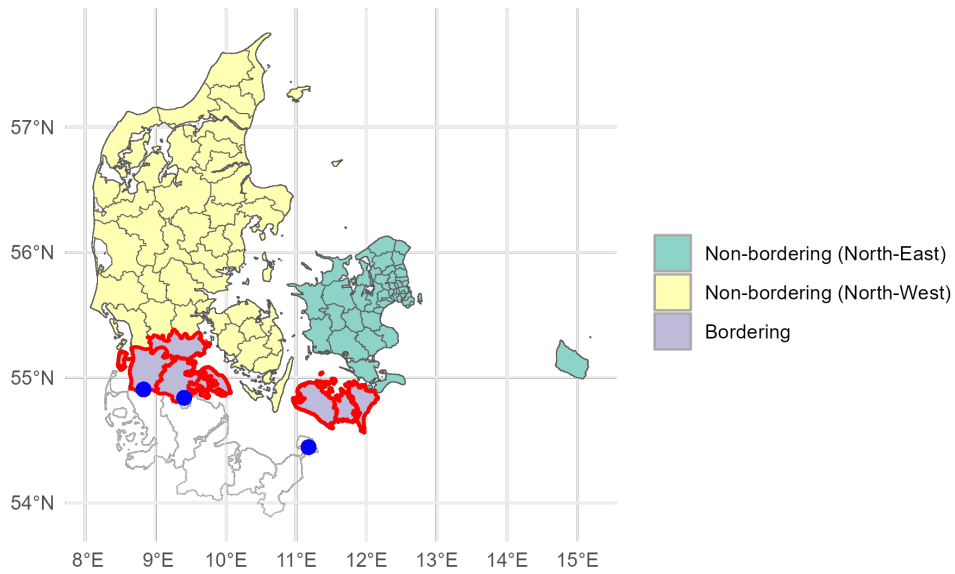 57°N
56°N
55°N
54°N
8°E 9°E 10°E 11°E 12°E 13°E 14°E 15°E
Non-bordering (North-East)
Non-bordering (North-West)
Bordering